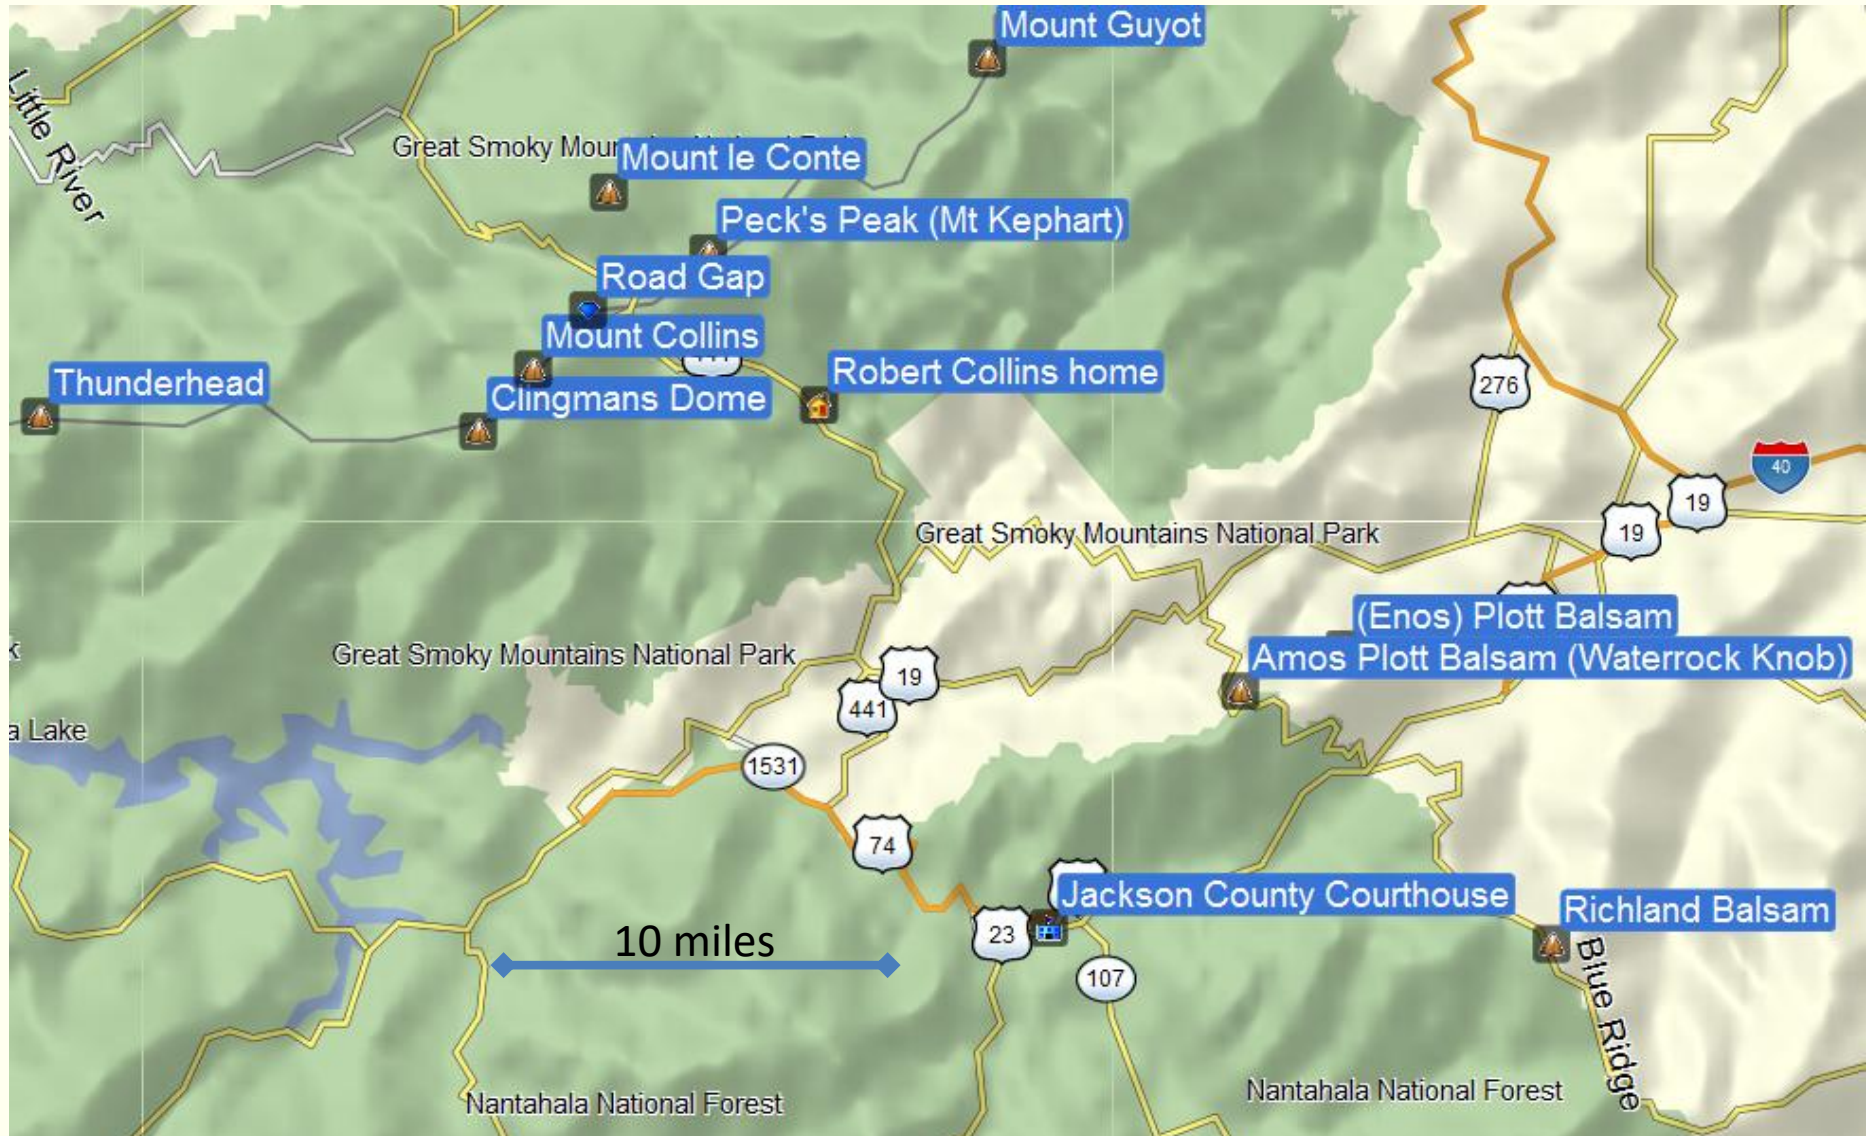 Mount Guyot
Little River
Great Smoky Moun
Mount le Conte
Peck's Peak (Mt Kephart)
Road Gap
Mount Collins
Thunderhead
Clingmans Dome
Robert Collins home
276
40
19
19
Great Smoky Mountains National Park
(Enos) Plott Balsam
Amos Plott Balsam (Waterrock Knob)
Great Smoky Mountains National Park
19
441
a Lake
1531
74
Jackson County Courthouse
Richland Balsam
23
10 miles
107
Blue Ridge
Nantahala National Forest
Nantahala National Forest